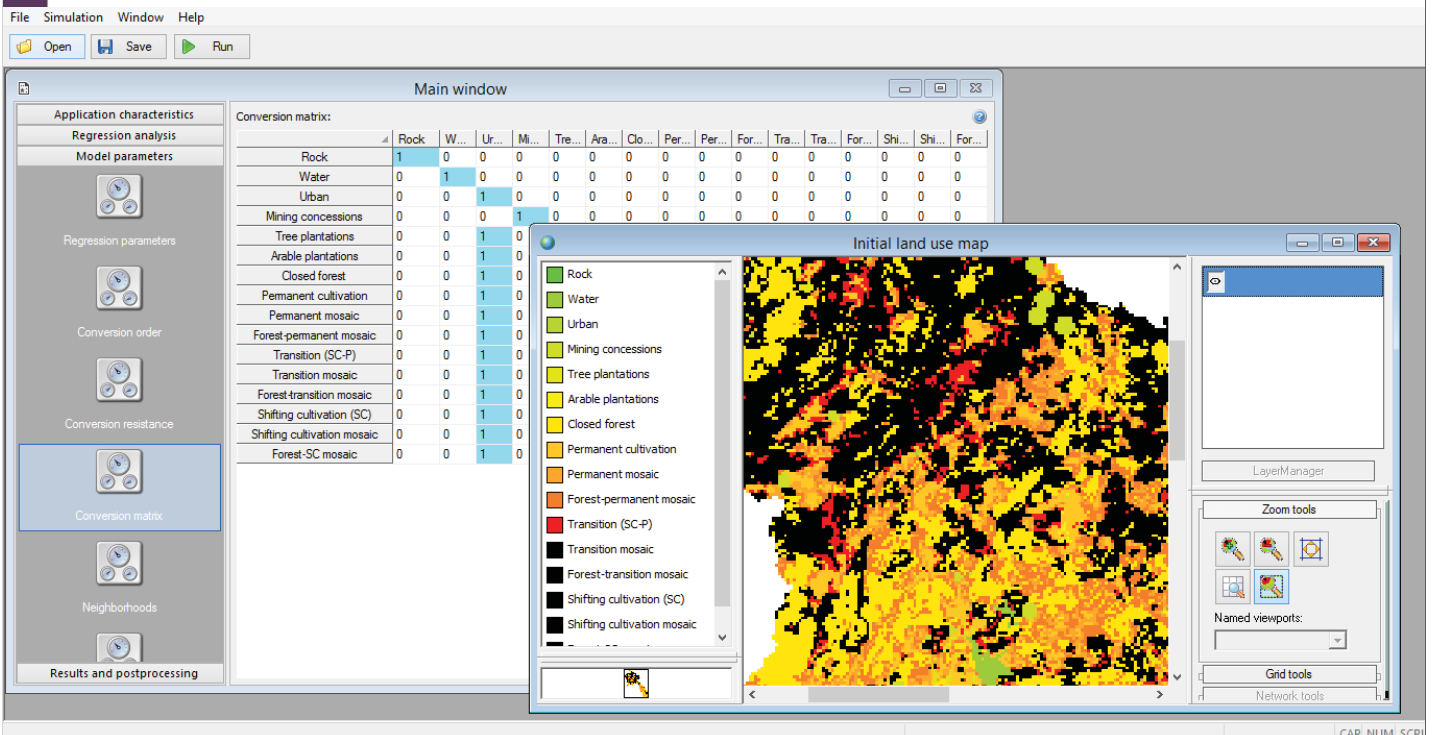 File Simulation Window Help
Open Save Run
Main window
Application characteristics
Regression analysis
Model parameters
Regression parameters
Conversion order
Conversion resistance
Conversion matrix
Neighborhoods
Results and postprocessing
Conversion matrix:
Rock W... Ur... Mi... Tre... Ara... Clo... Per... Per... For... Tra... Tra... For... Shi... Shi... For...
Rock 1 0 0 0 0 0 0 0 0 0 0 0 0 0 0 0
Water 0 1 0 0 0 0 0 0 0 0 0 0 0 0 0 0
Urban 0 0 1 0 0 0 0 0 0 0 0 0 0 0 0 0
Mining concessions 0 0 0 1 0 0 0 0 0 0 0 0 0 0 0 0
Tree plantations 0 0 1 0
Arable plantations 0 0 1 0
Closed forest 0 0 1 0
Permanent cultivation 0 0 1 0
Permanent mosaic 0 0 1 0
Forest-permanent mosaic 0 0 1 0
Transition (SC-P) 0 0 1 0
Transition mosaic 0 0 1 0
Forest-transition mosaic 0 0 1 0
Shifting cultivation (SC) 0 0 1 0
Shifting cultivation mosaic 0 0 1 0
Forest-SC mosaic 0 0 1 0
Initial land use map
Rock
Water
Urban
Mining concessions
Tree plantations
Arable plantations
Closed forest
Permanent cultivation
Permanent mosaic
Forest-permanent mosaic
Transition (SC-P)
Transition mosaic
Forest-transition mosaic
Shifting cultivation (SC)
Shifting cultivation mosaic
LayerManager
Zoom tools
Named viewports:
Grid tools
Network tools
CAP NUM SCRI